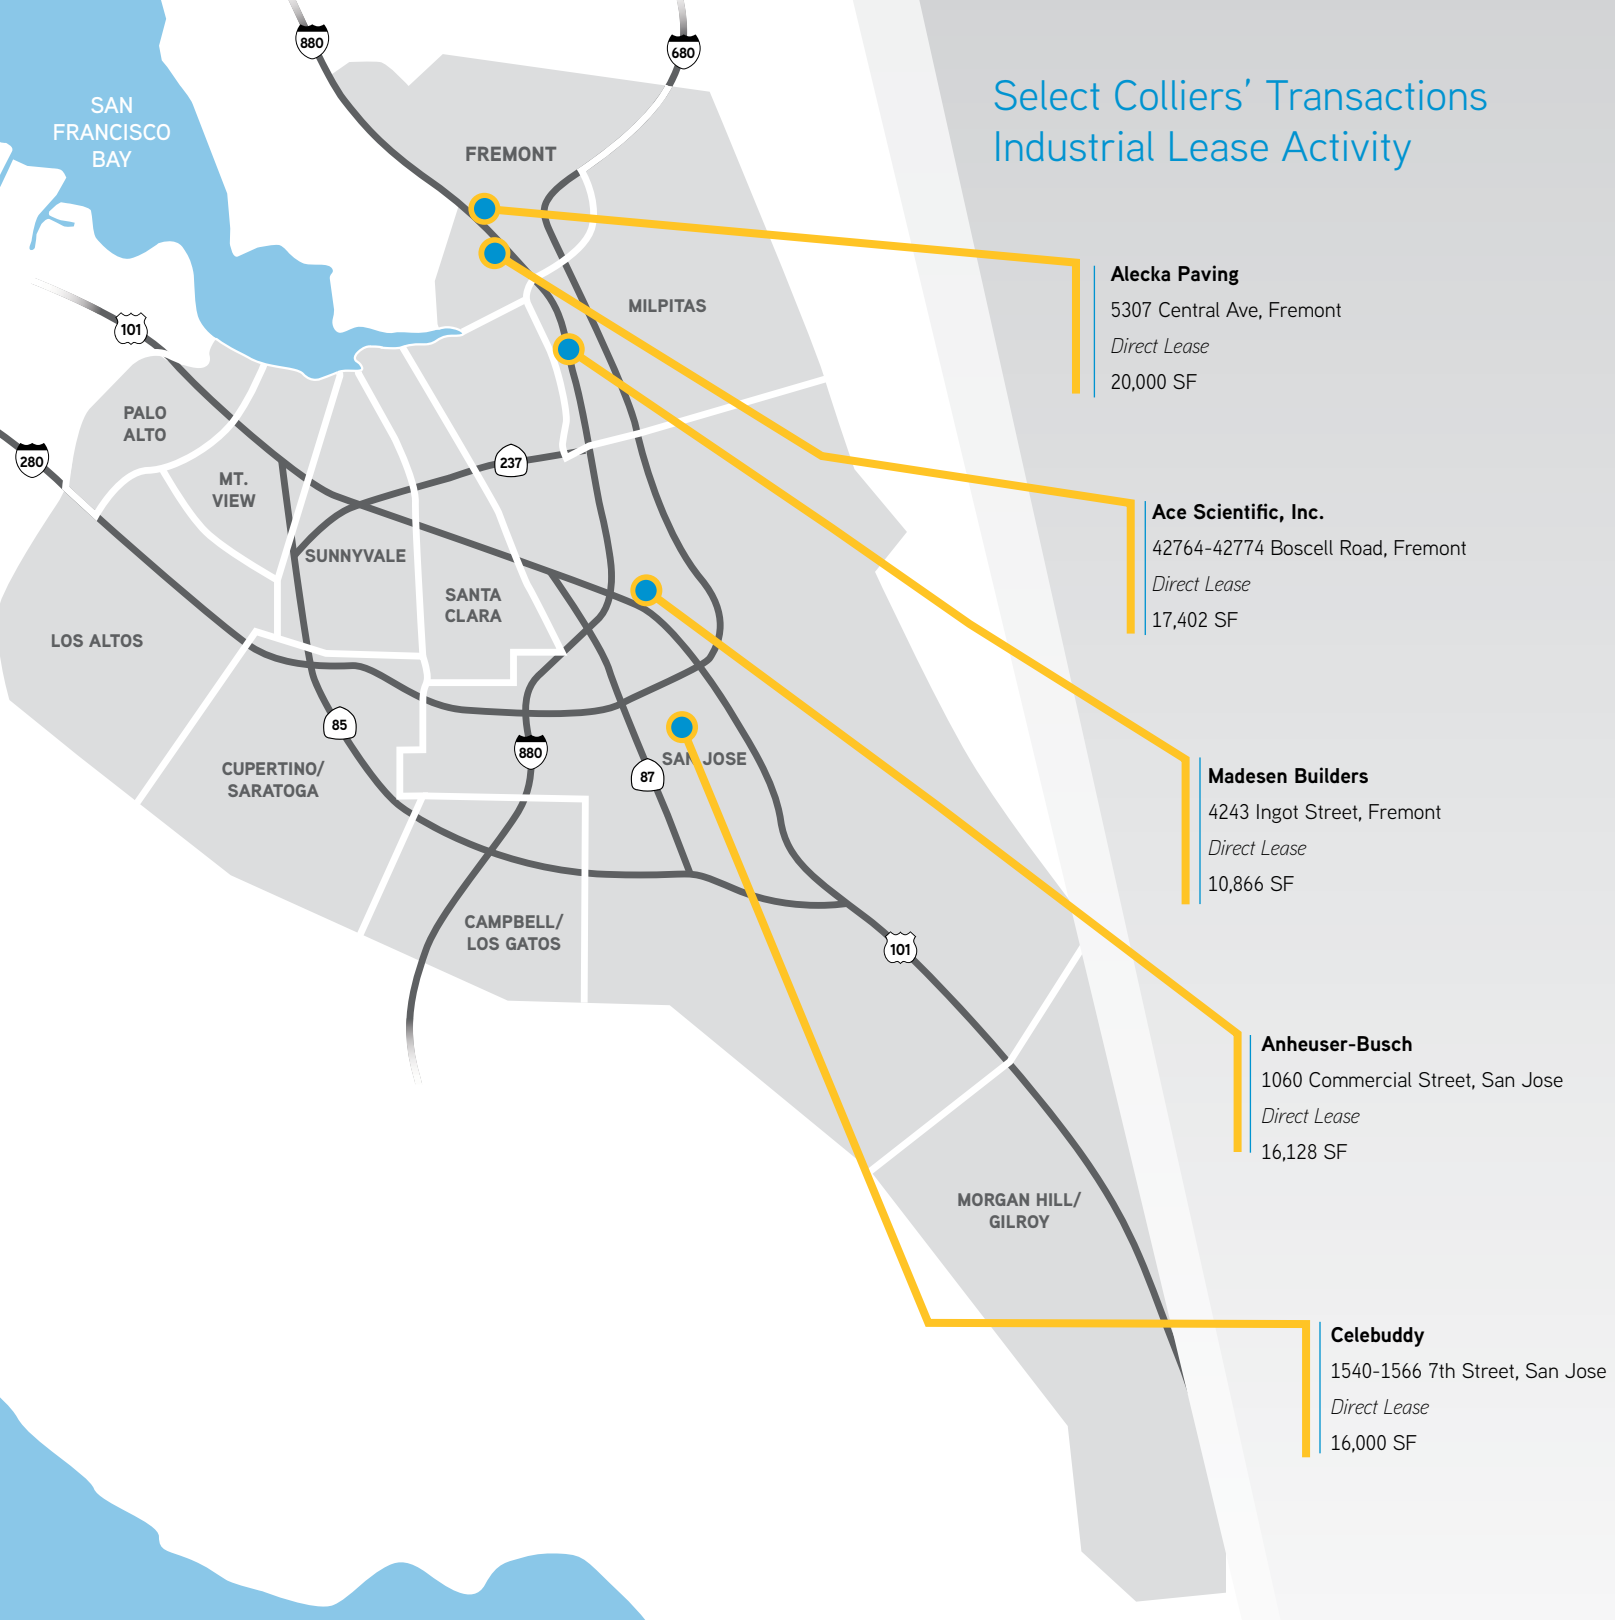 880
680
SAN
FRANCISCO
BAY
FREMONT
Select Colliers’ Transactions
Industrial Lease Activity
101
MILPITAS
Alecka Paving
5307 Central Ave, Fremont
Direct Lease
20,000 SF
PALO
ALTO
280
MT.
VIEW
237
SUNNYVALE
SANTA
CLARA
LOS ALTOS
Ace Scientific, Inc.
42764-42774 Boscell Road, Fremont
Direct Lease
17,402 SF
85
880
87
SAN JOSE
CUPERTINO/
SARATOGA
Madesen Builders
4243 Ingot Street, Fremont
Direct Lease
10,866 SF
CAMPBELL/
LOS GATOS
101
Anheuser-Busch
1060 Commercial Street, San Jose
Direct Lease
16,128 SF
MORGAN HILL/
GILROY
Celebuddy
1540-1566 7th Street, San Jose
Direct Lease
16,000 SF